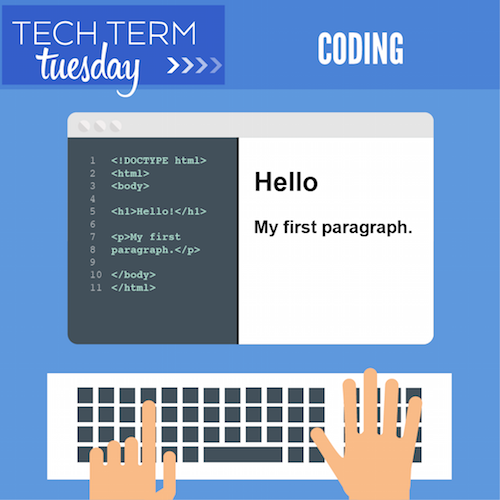 TECH TERM
tuesday
CODING
1 <!DOCTYPE html>
2 <html>
3 <body>
4
5 <h1>Hello!</h1>
6
7 <p>My first
8 paragraph.</p>
9
10 </body>
11 </html>
Hello
My first paragraph.